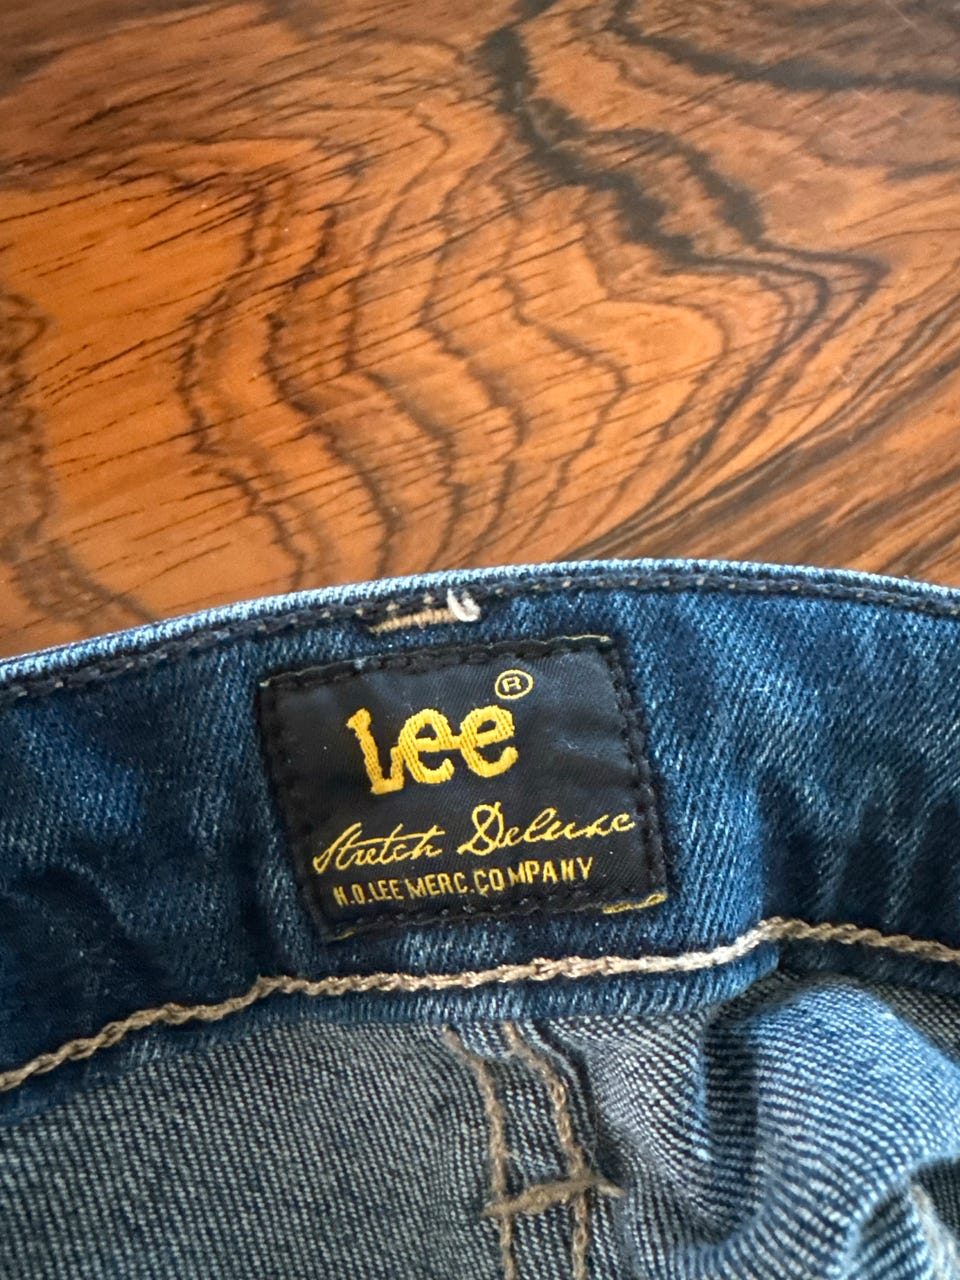 Lee ®
Stretch Deluxe
H.D. LEE MERC. COMPANY